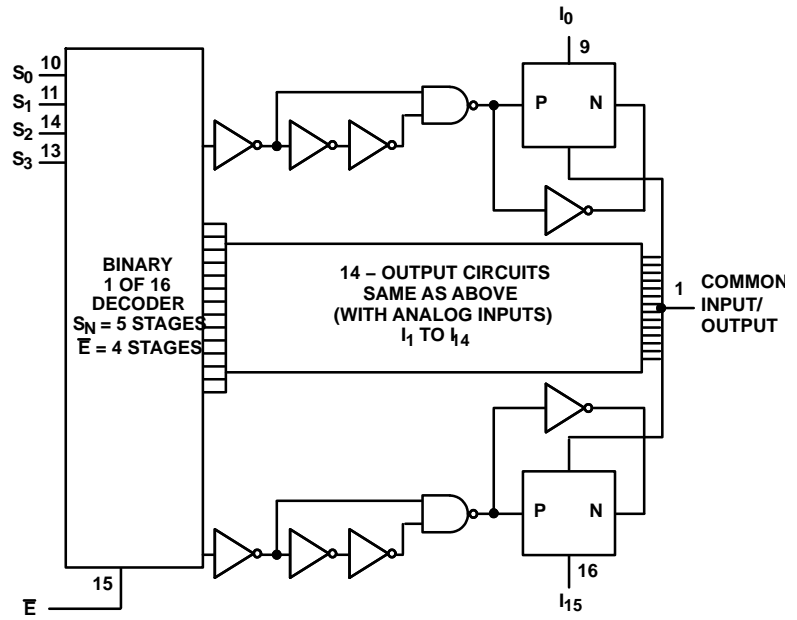 I0
9
10
S0
11
S1
14
S2
13
S3
P N
BINARY
1 OF 16
DECODER
SN = 5 STAGES
E̅ = 4 STAGES
14 – OUTPUT CIRCUITS
SAME AS ABOVE
(WITH ANALOG INPUTS)
I1 TO I14
1
COMMON
INPUT/
OUTPUT
P N
15
E̅
16
I15